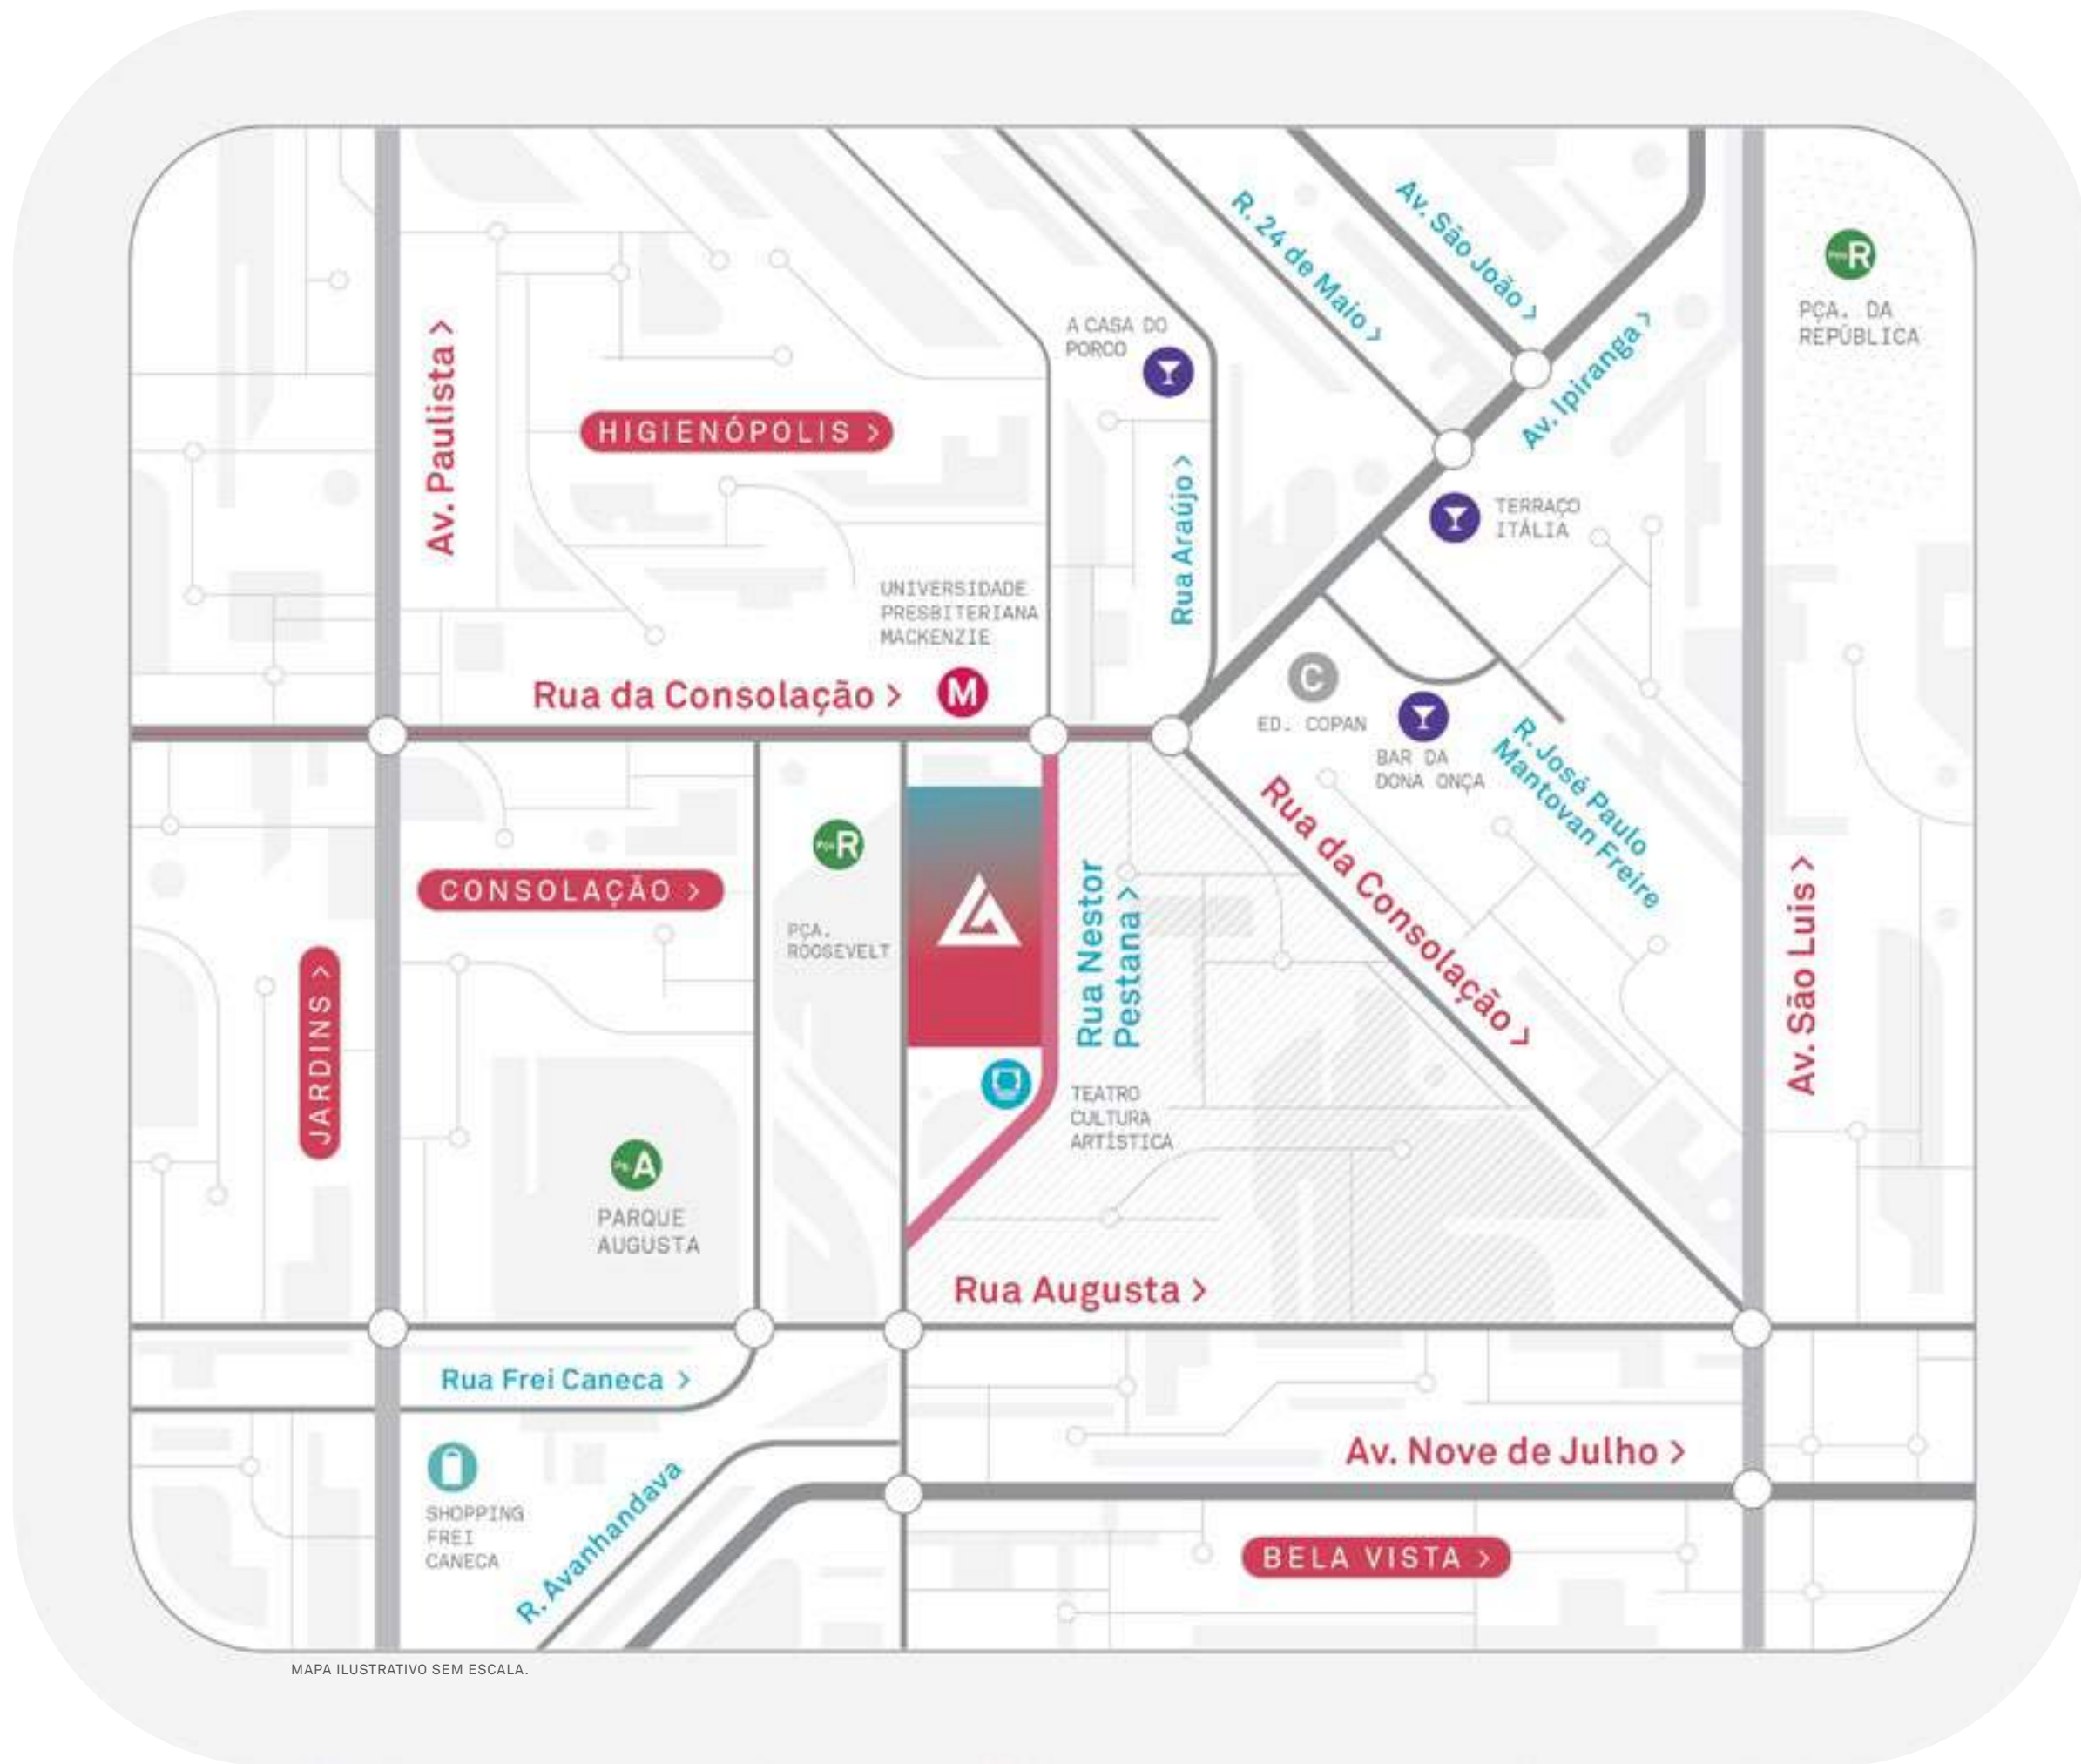 R. 24 de Maio >
Av. São João >
Av. Ipiranga >
R
PÇA. DA
REPÚBLICA
Av. Paulista >
A CASA DO
PORCO
HIGIENÓPOLIS >
Rua Araújo >
TERRAÇO
ITÁLIA
UNIVERSIDADE
PRESBITERIANA
MACKENZIE
Rua da Consolação >
M
C
ED. COPAN
BAR DA
DONA ONÇA
R. José Paulo
Mantovan Freire
Rua da Consolação >
R
PÇA.
ROOSEVELT
CONSOLAÇÃO >
JARDINS >
Rua Nestor
Pestana >
Av. São Luis >
TEATRO
CULTURA
ARTÍSTICA
A
PARQUE
AUGUSTA
Rua Augusta >
Rua Frei Caneca >
Av. Nove de Julho >
SHOPPING
FREI
CANECA
R. Avanhandava
BELA VISTA >
MAPA ILUSTRATIVO SEM ESCALA.